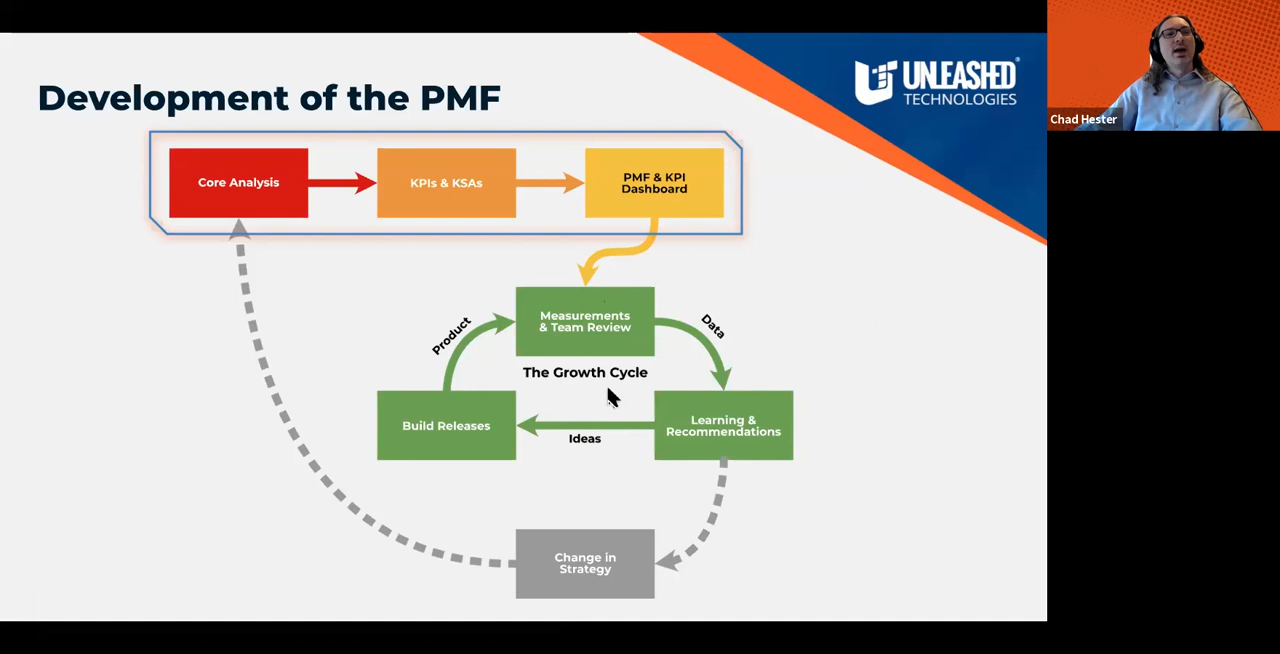 Development of the PMF
UNLEASHED®
TECHNOLOGIES
Chad Hester
Core Analysis
KPIs & KSAs
PMF & KPI
Dashboard
Measurements
& Team Review
Product
Data
The Growth Cycle
Build Releases
Ideas
Learning &
Recommendations
Change in
Strategy